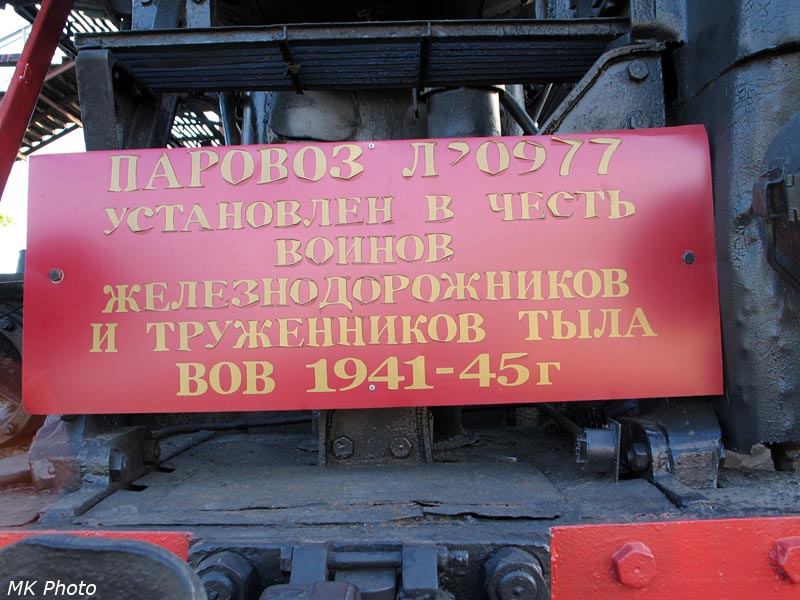 ПАРОВОЗ Л'0977
УСТАНОВЛЕН В ЧЕСТЬ
ВОИНОВ
ЖЕЛЕЗНОДОРОЖНИКОВ
И ТРУЖЕННИКОВ ТЫЛА
ВОВ 1941-45г
MK Photo